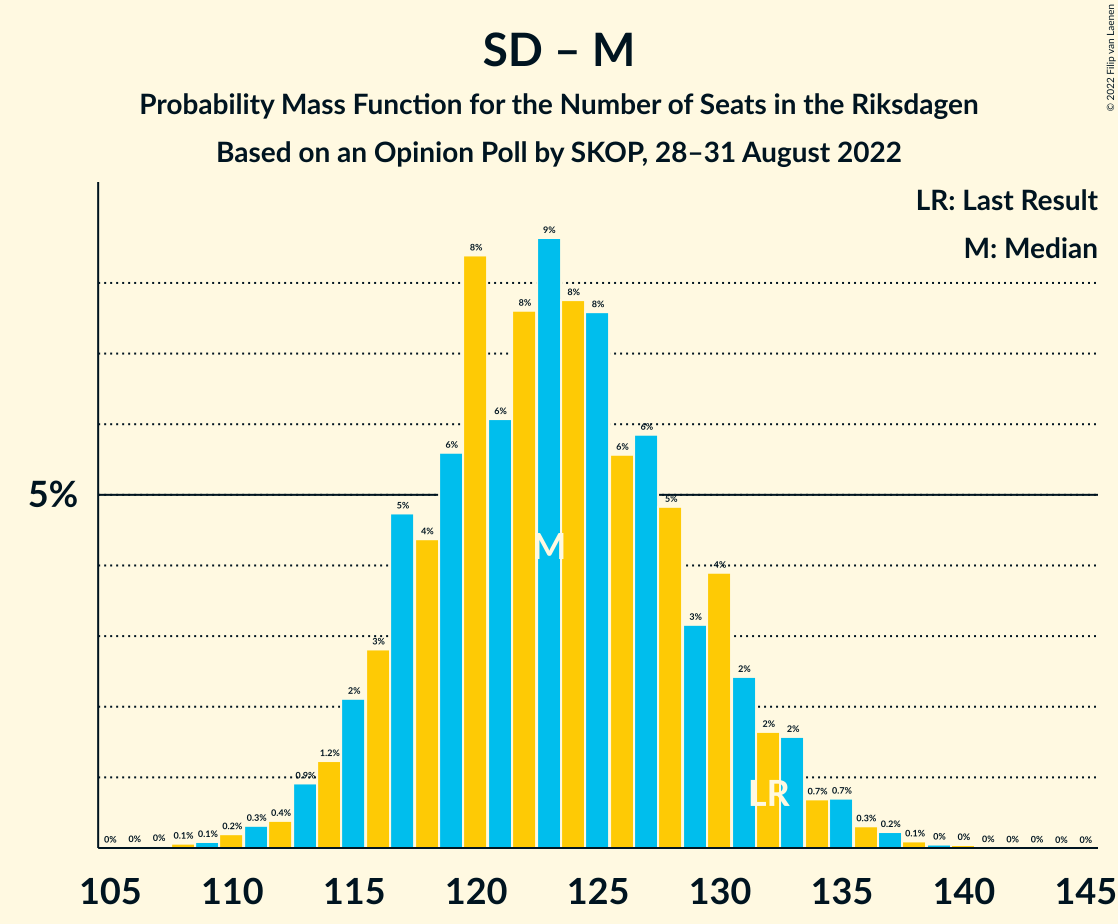 SD – M
Probability Mass Function for the Number of Seats in the Riksdagen
Based on an Opinion Poll by SKOP, 28–31 August 2022
© 2022 Filip van Laenen
LR: Last Result
M: Median
5%
0% 0% 0% 0.1% 0.1% 0.2% 0.3% 0.4% 0.9% 1.2% 2% 3% 5% 4% 6% 8% 6% 8% 9% 8% 8% 6% 6% 5% 3% 4% 2% 2% 2% 0.7% 0.7% 0.3% 0.2% 0.1% 0% 0% 0% 0% 0% 0% 0%
M
LR
105 110 115 120 125 130 135 140 145